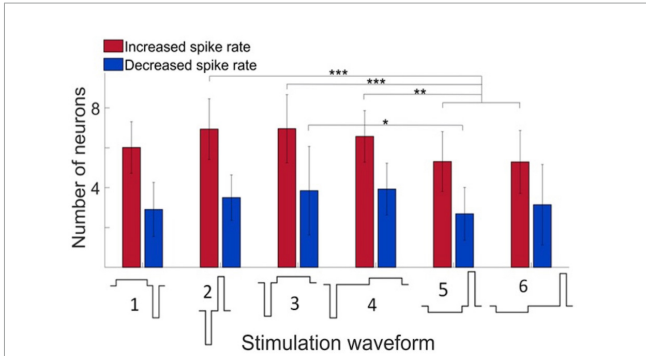 Increased spike rate
Decreased spike rate
***
***
**
*
8
4
Number of neurons
1 2 3 4 5 6
Stimulation waveform